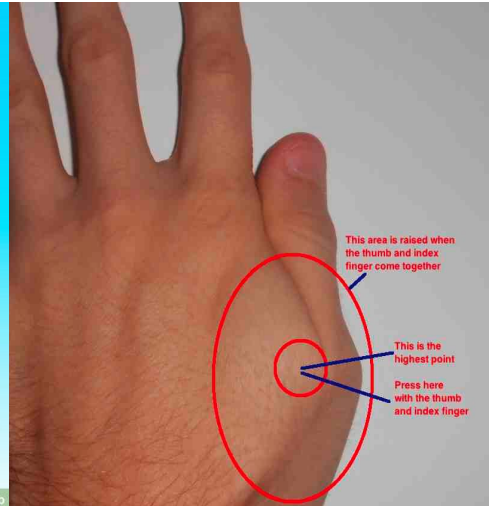 This area is raised when
the thumb and index
finger come together
This is the
highest point
Press here
with the thumb
and index finger